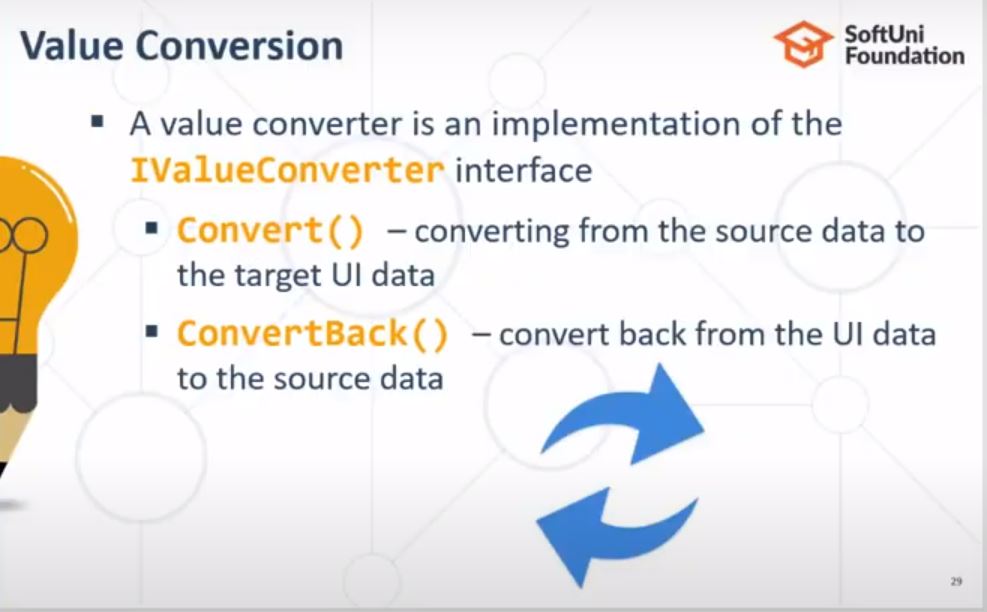 Value Conversion
SoftUni
Foundation
▪ A value converter is an implementation of the
IValueConverter interface
▪ Convert() – converting from the source data to
the target UI data
▪ ConvertBack() – convert back from the UI data
to the source data
29